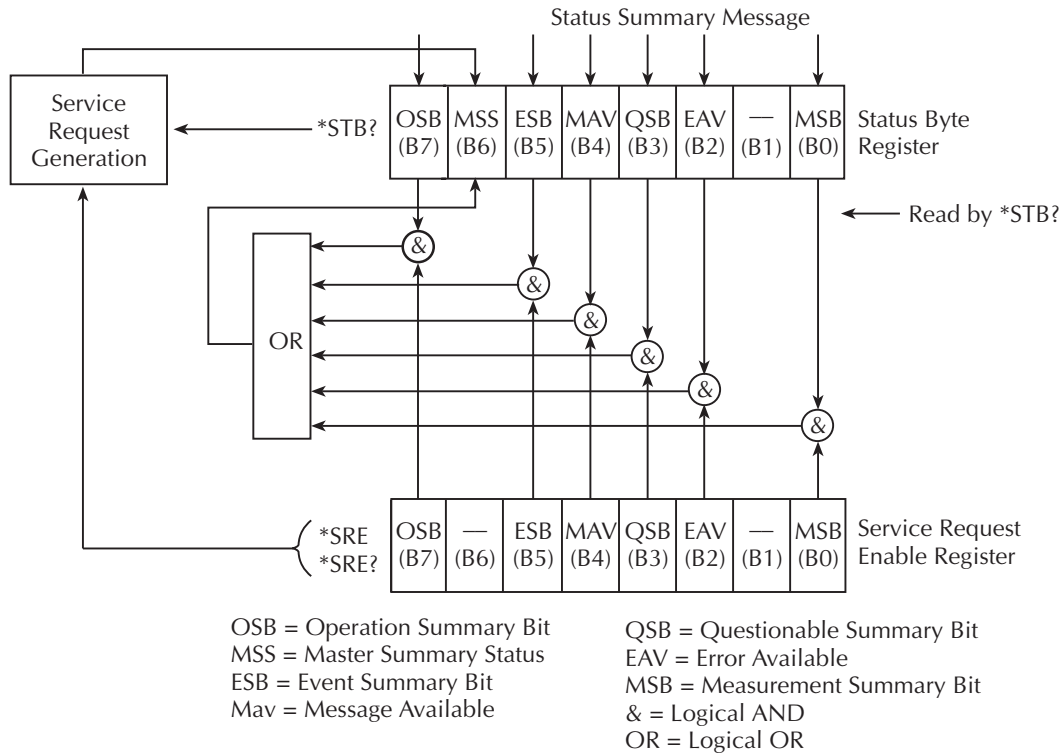 Status Summary Message
Service
Request
Generation
*STB?
OSB MSS ESB MAV QSB EAV — MSB
(B7) (B6) (B5) (B4) (B3) (B2) (B1) (B0)
Status Byte
Register
Read by *STB?
&
&
&
&
&
&
OR
*SRE
*SRE?
OSB — ESB MAV QSB EAV — MSB
(B7) (B6) (B5) (B4) (B3) (B2) (B1) (B0)
Service Request
Enable Register
OSB = Operation Summary Bit
MSS = Master Summary Status
ESB = Event Summary Bit
Mav = Message Available
QSB = Questionable Summary Bit
EAV = Error Available
MSB = Measurement Summary Bit
& = Logical AND
OR = Logical OR